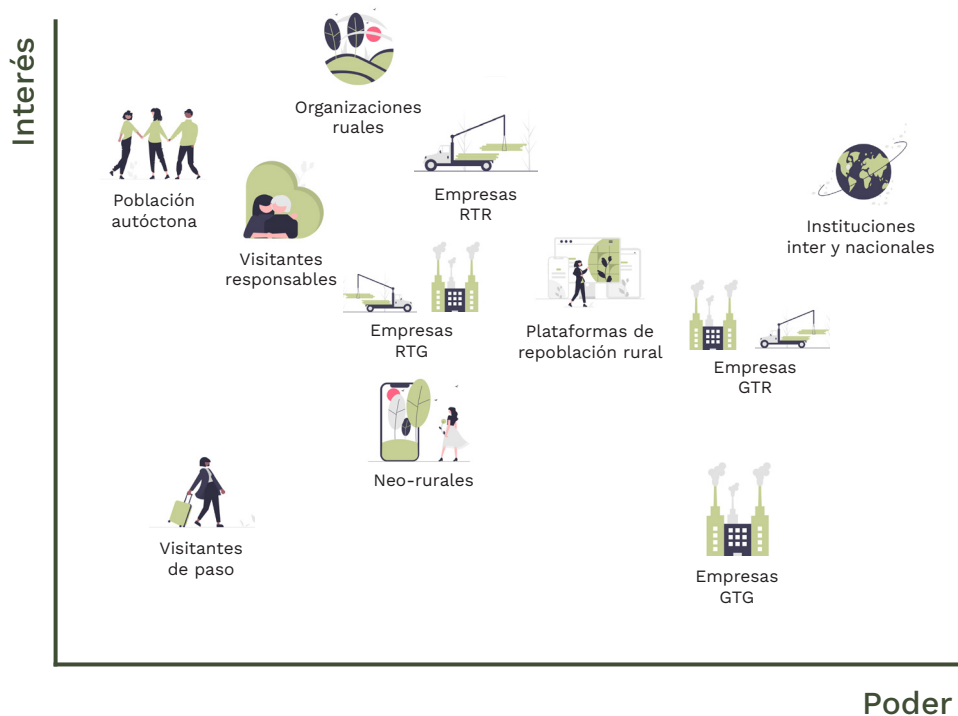 Interés
Organizaciones
ruales
Población
autóctona
Empresas
RTR
Instituciones
inter y nacionales
Visitantes
responsables
Empresas
RTG
Plataformas de
repoblación rural
Empresas
GTR
Neo-rurales
Visitantes
de paso
Empresas
GTG
Poder